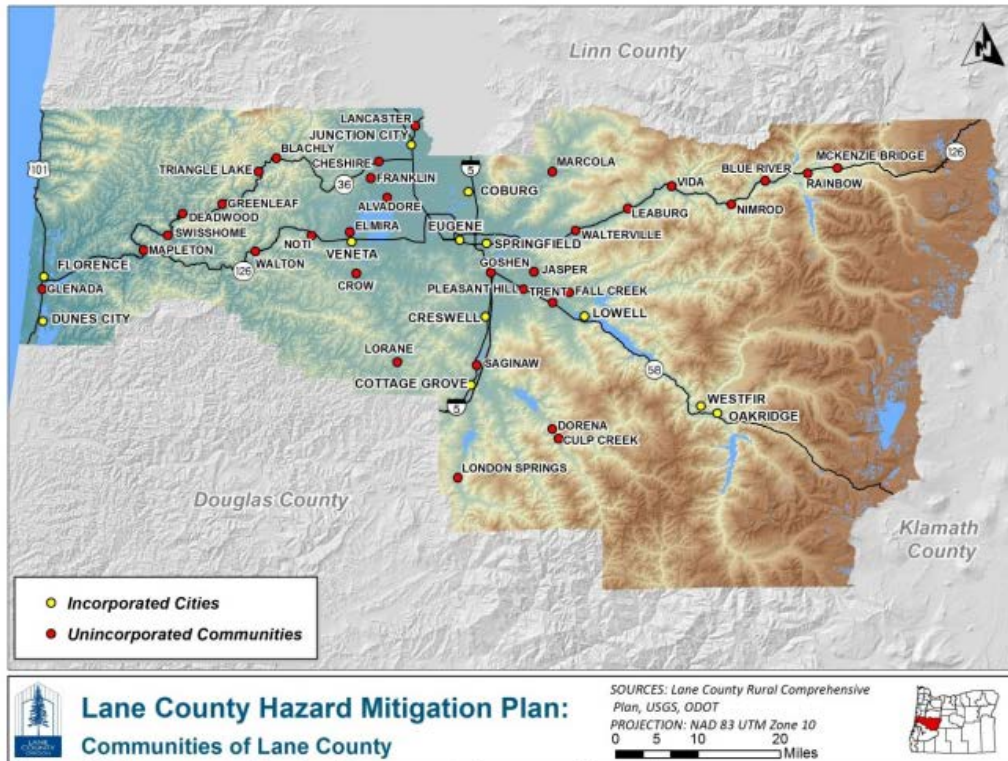 Linn County
N
LANCASTER
JUNCTION CITY
BLACHLY
CHESHIRE
TRIANGLE LAKE
FRANKLIN
36
101
5
MARCOLA
COBURG
ALVADORE
GREENLEAF
DEADWOOD
SWISSHOME
MAPLETON
ELMIRA
NOTI
VENETA
WALTON
126
EUGENE
SPRINGFIELD
WALTERVILLE
LEABURG
VIDA
NIMROD
BLUE RIVER
RAINBOW
MCKENZIE BRIDGE
126
FLORENCE
GLENADA
DUNES CITY
CROW
GOSHEN
JASPER
PLEASANT HILL
TRENT
FALL CREEK
CRESWELL
LOWELL
LORANE
SAGINAW
COTTAGE GROVE
5
58
WESTFIR
OAKRIDGE
DORENA
CULP CREEK
LONDON SPRINGS
Douglas County
Klamath
County
Incorporated Cities
Unincorporated Communities
LANE
COUNTY
OREGON
Lane County Hazard Mitigation Plan:
Communities of Lane County
SOURCES: Lane County Rural Comprehensive
Plan, USGS, ODOT
PROJECTION: NAD 83 UTM Zone 10
0 5 10 20
Miles